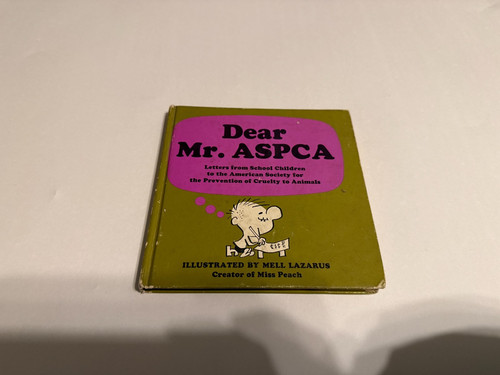 Dear
Mr. ASPCA
Letters from School Children
to the American Society for
the Prevention of Cruelty to Animals
ILLUSTRATED BY MELL LAZARUS
Creator of Miss Peach